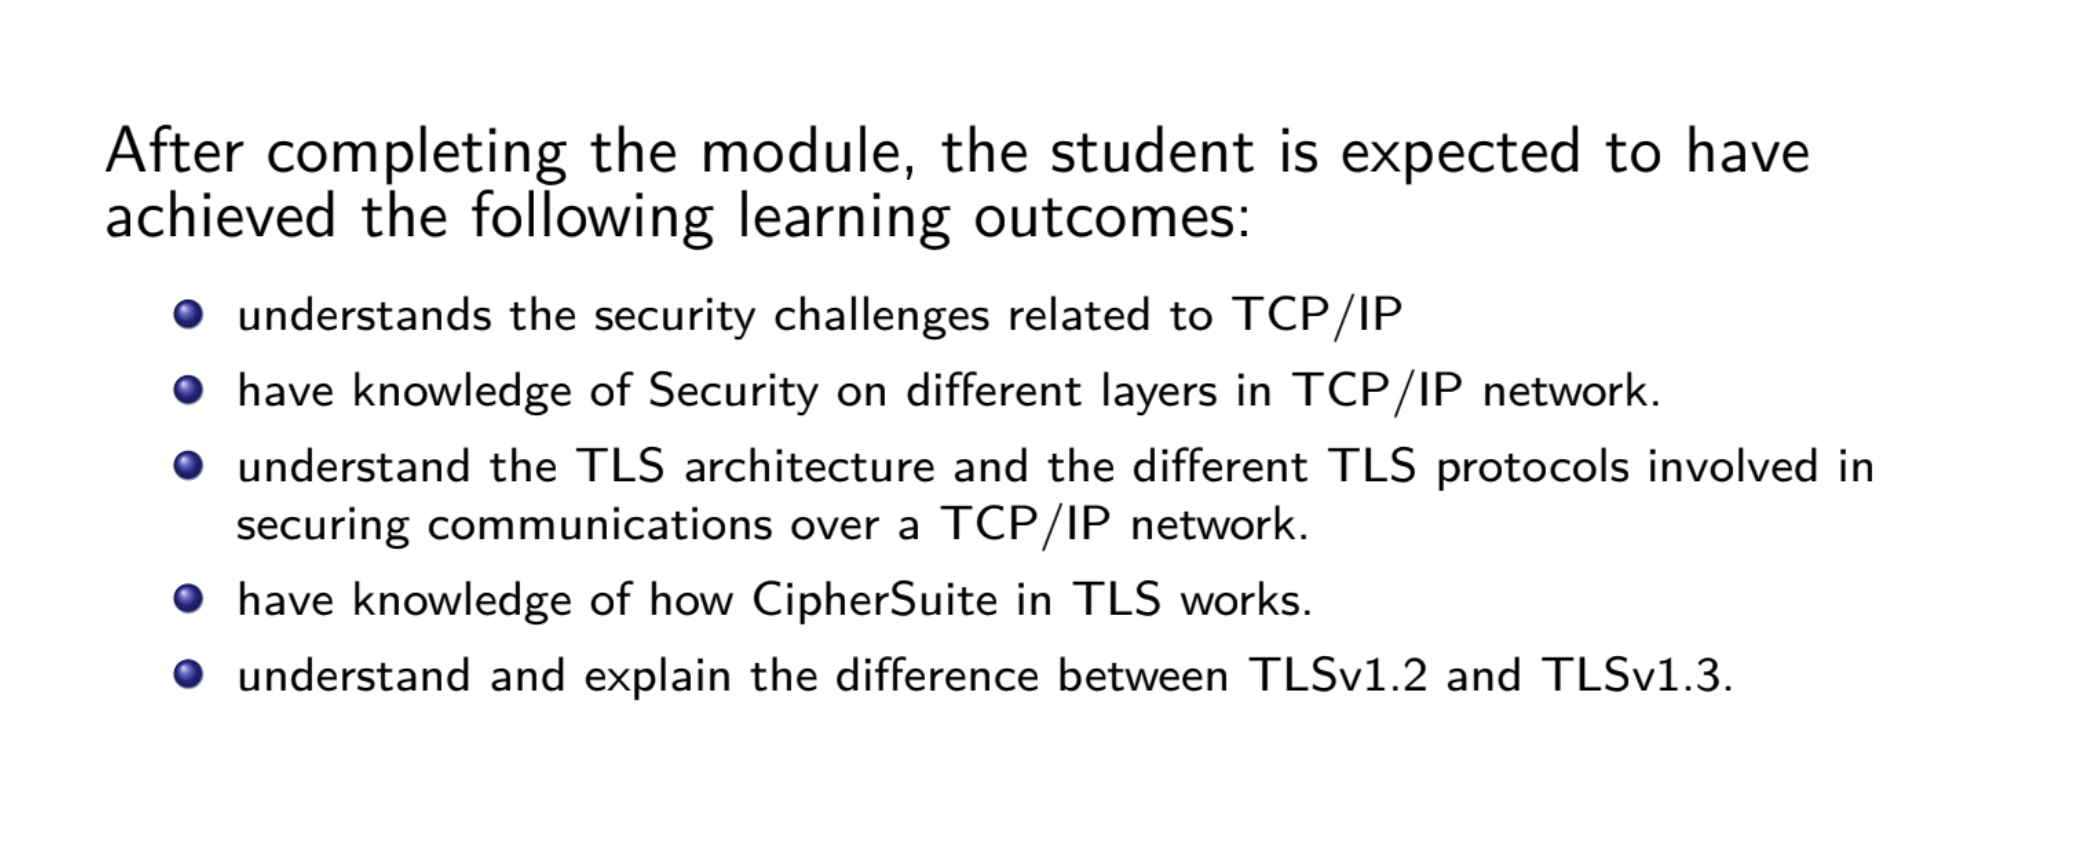 After completing the module, the student is expected to have
achieved the following learning outcomes:
understands the security challenges related to TCP/IP
have knowledge of Security on different layers in TCP/IP network.
understand the TLS architecture and the different TLS protocols involved in
securing communications over a TCP/IP network.
have knowledge of how CipherSuite in TLS works.
understand and explain the difference between TLSv1.2 and TLSv1.3.